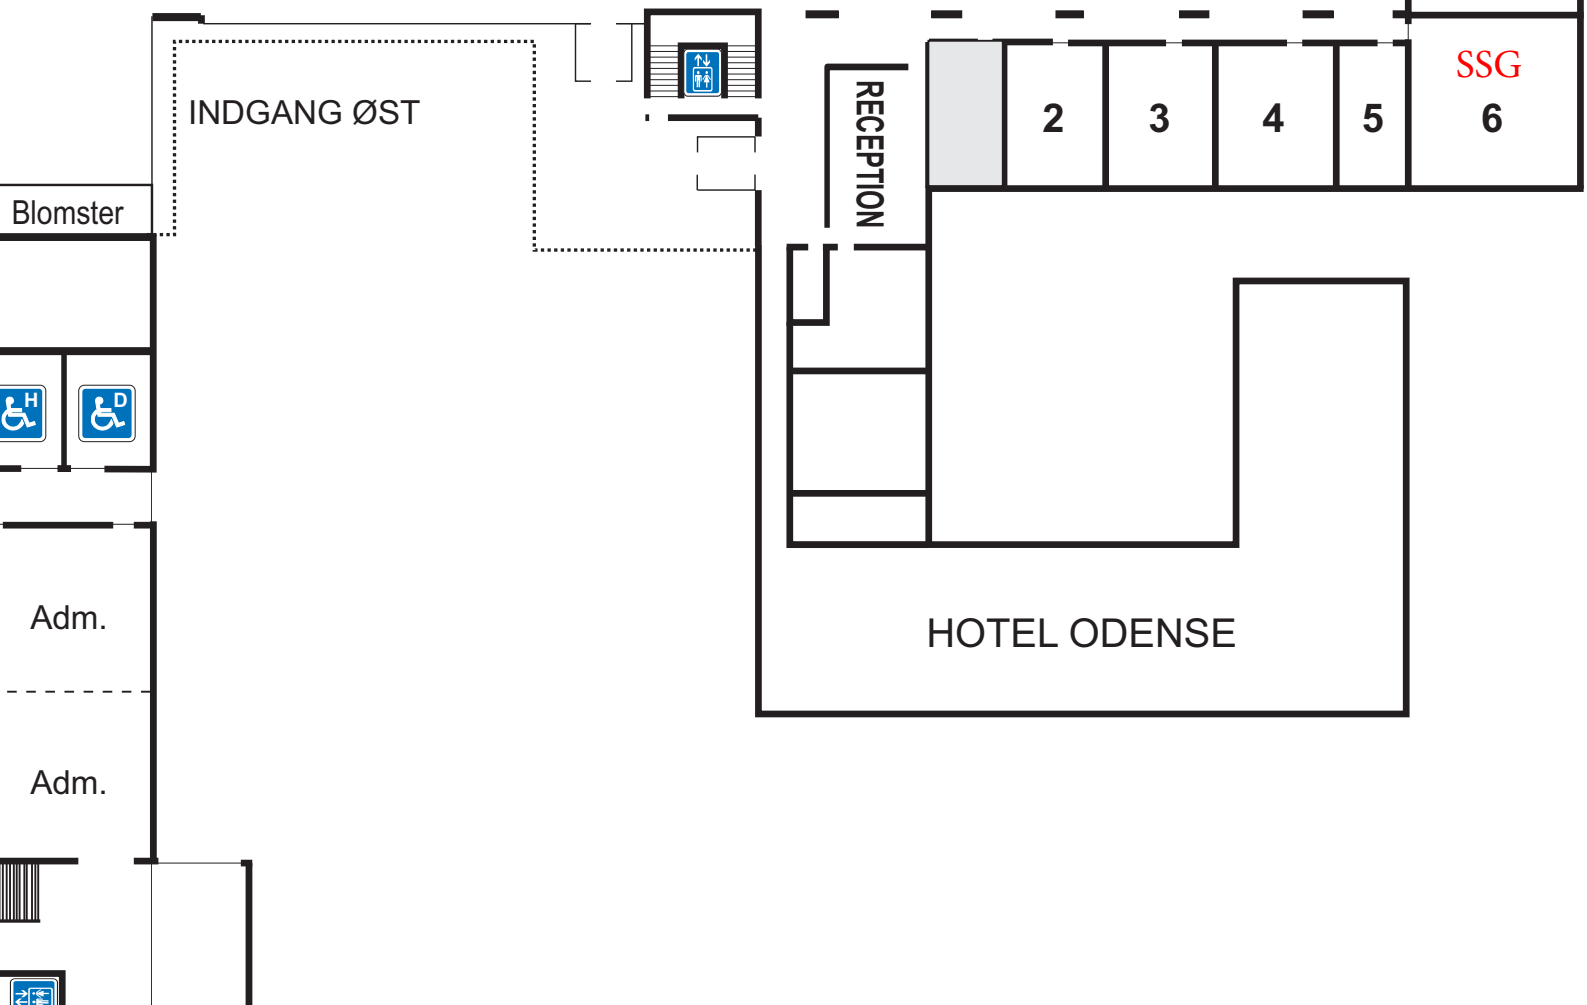 SSG
INDGANG ØST
RECEPTION
2
3
4
5
6
Blomster
H
D
Adm.
HOTEL ODENSE
Adm.